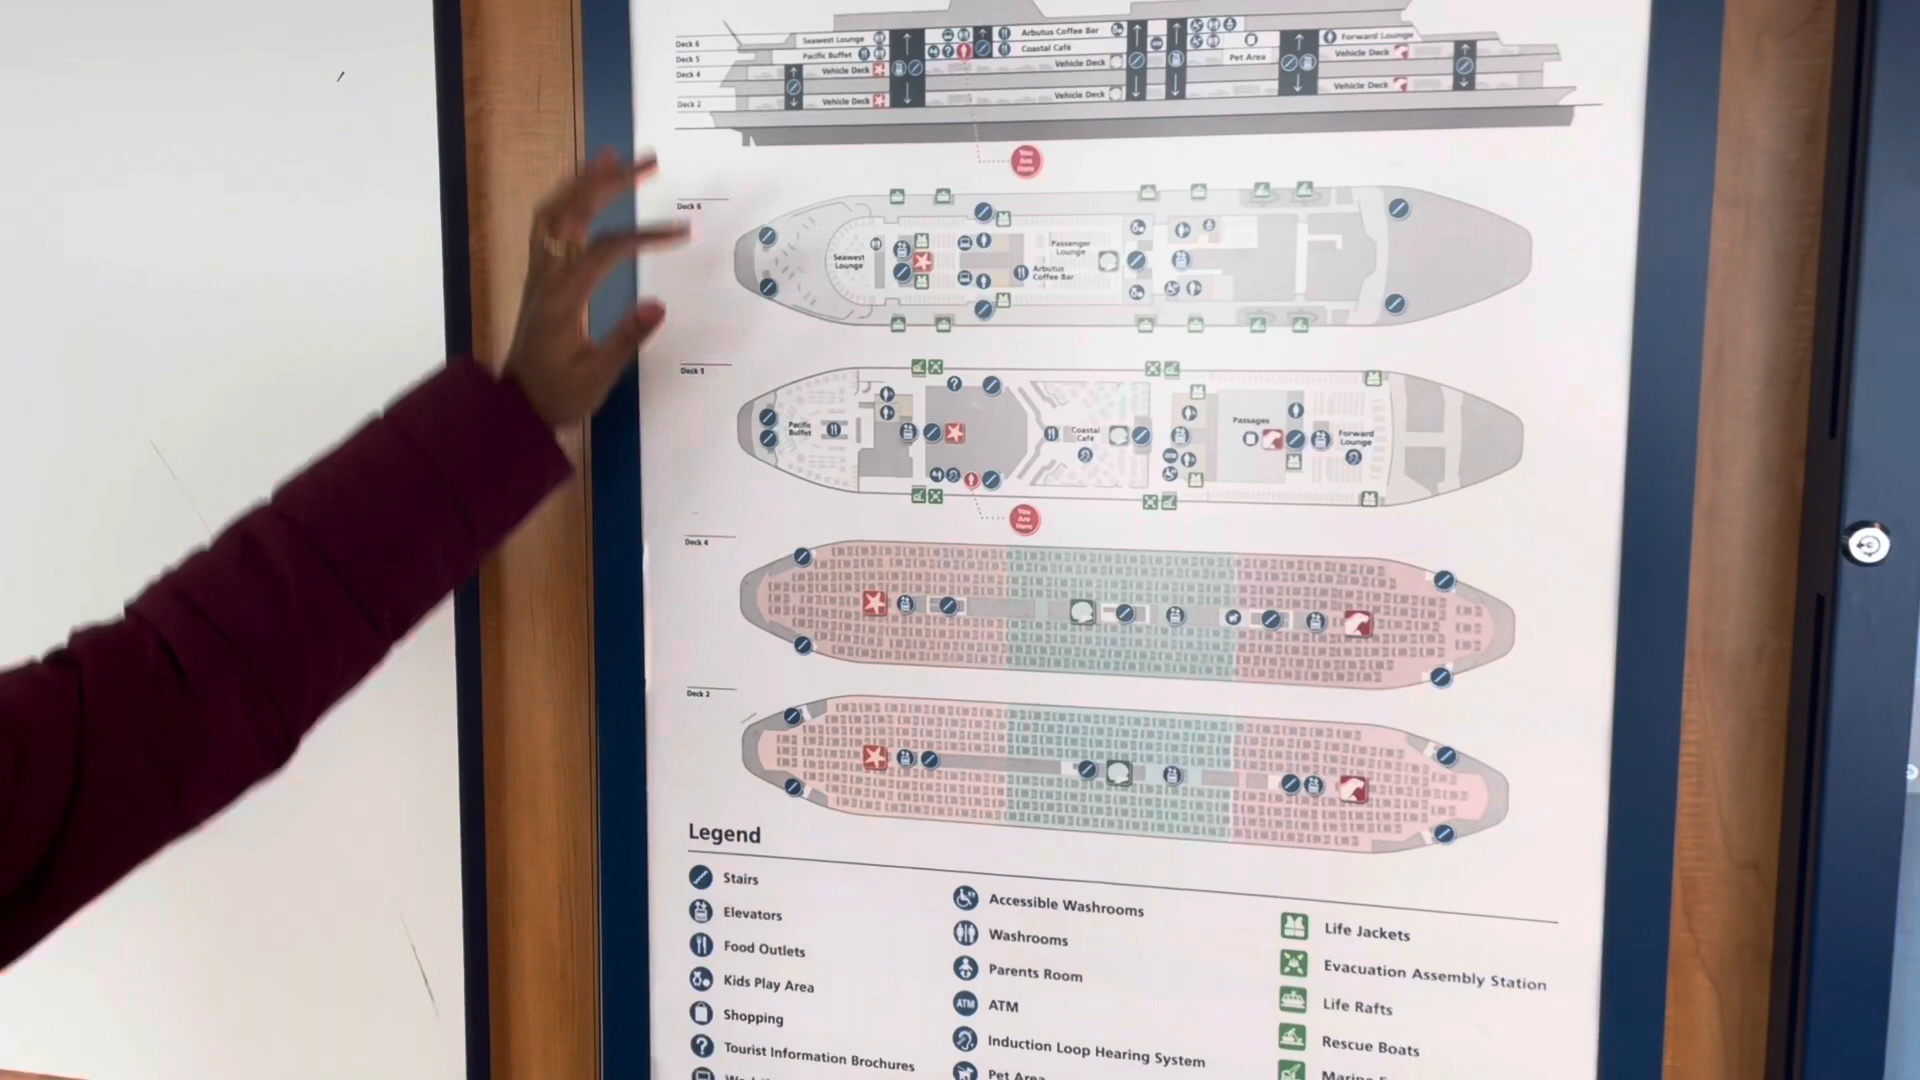 Deck 6
Seawest Lounge
Arbutus Coffee Bar
Forward Lounge
Deck 5
Pacific Buffet
Coastal Café
Pet Area
Vehicle Deck
Deck 4
Vehicle Deck
Vehicle Deck
Deck 2
Vehicle Deck
Vehicle Deck
Vehicle Deck
You
Are
Here
Deck 6
Seawest
Lounge
Passenger
Lounge
Arbutus
Coffee Bar
Deck 5
Pacific
Buffet
Coastal
Café
Passages
Forward
Lounge
You
Are
Here
Deck 4
Deck 2
Legend
Stairs
Elevators
Food Outlets
Kids Play Area
Shopping
Tourist Information Brochures
Accessible Washrooms
Washrooms
Parents Room
ATM
ATM
Induction Loop Hearing System
Pet Area
Life Jackets
Evacuation Assembly Station
Life Rafts
Rescue Boats